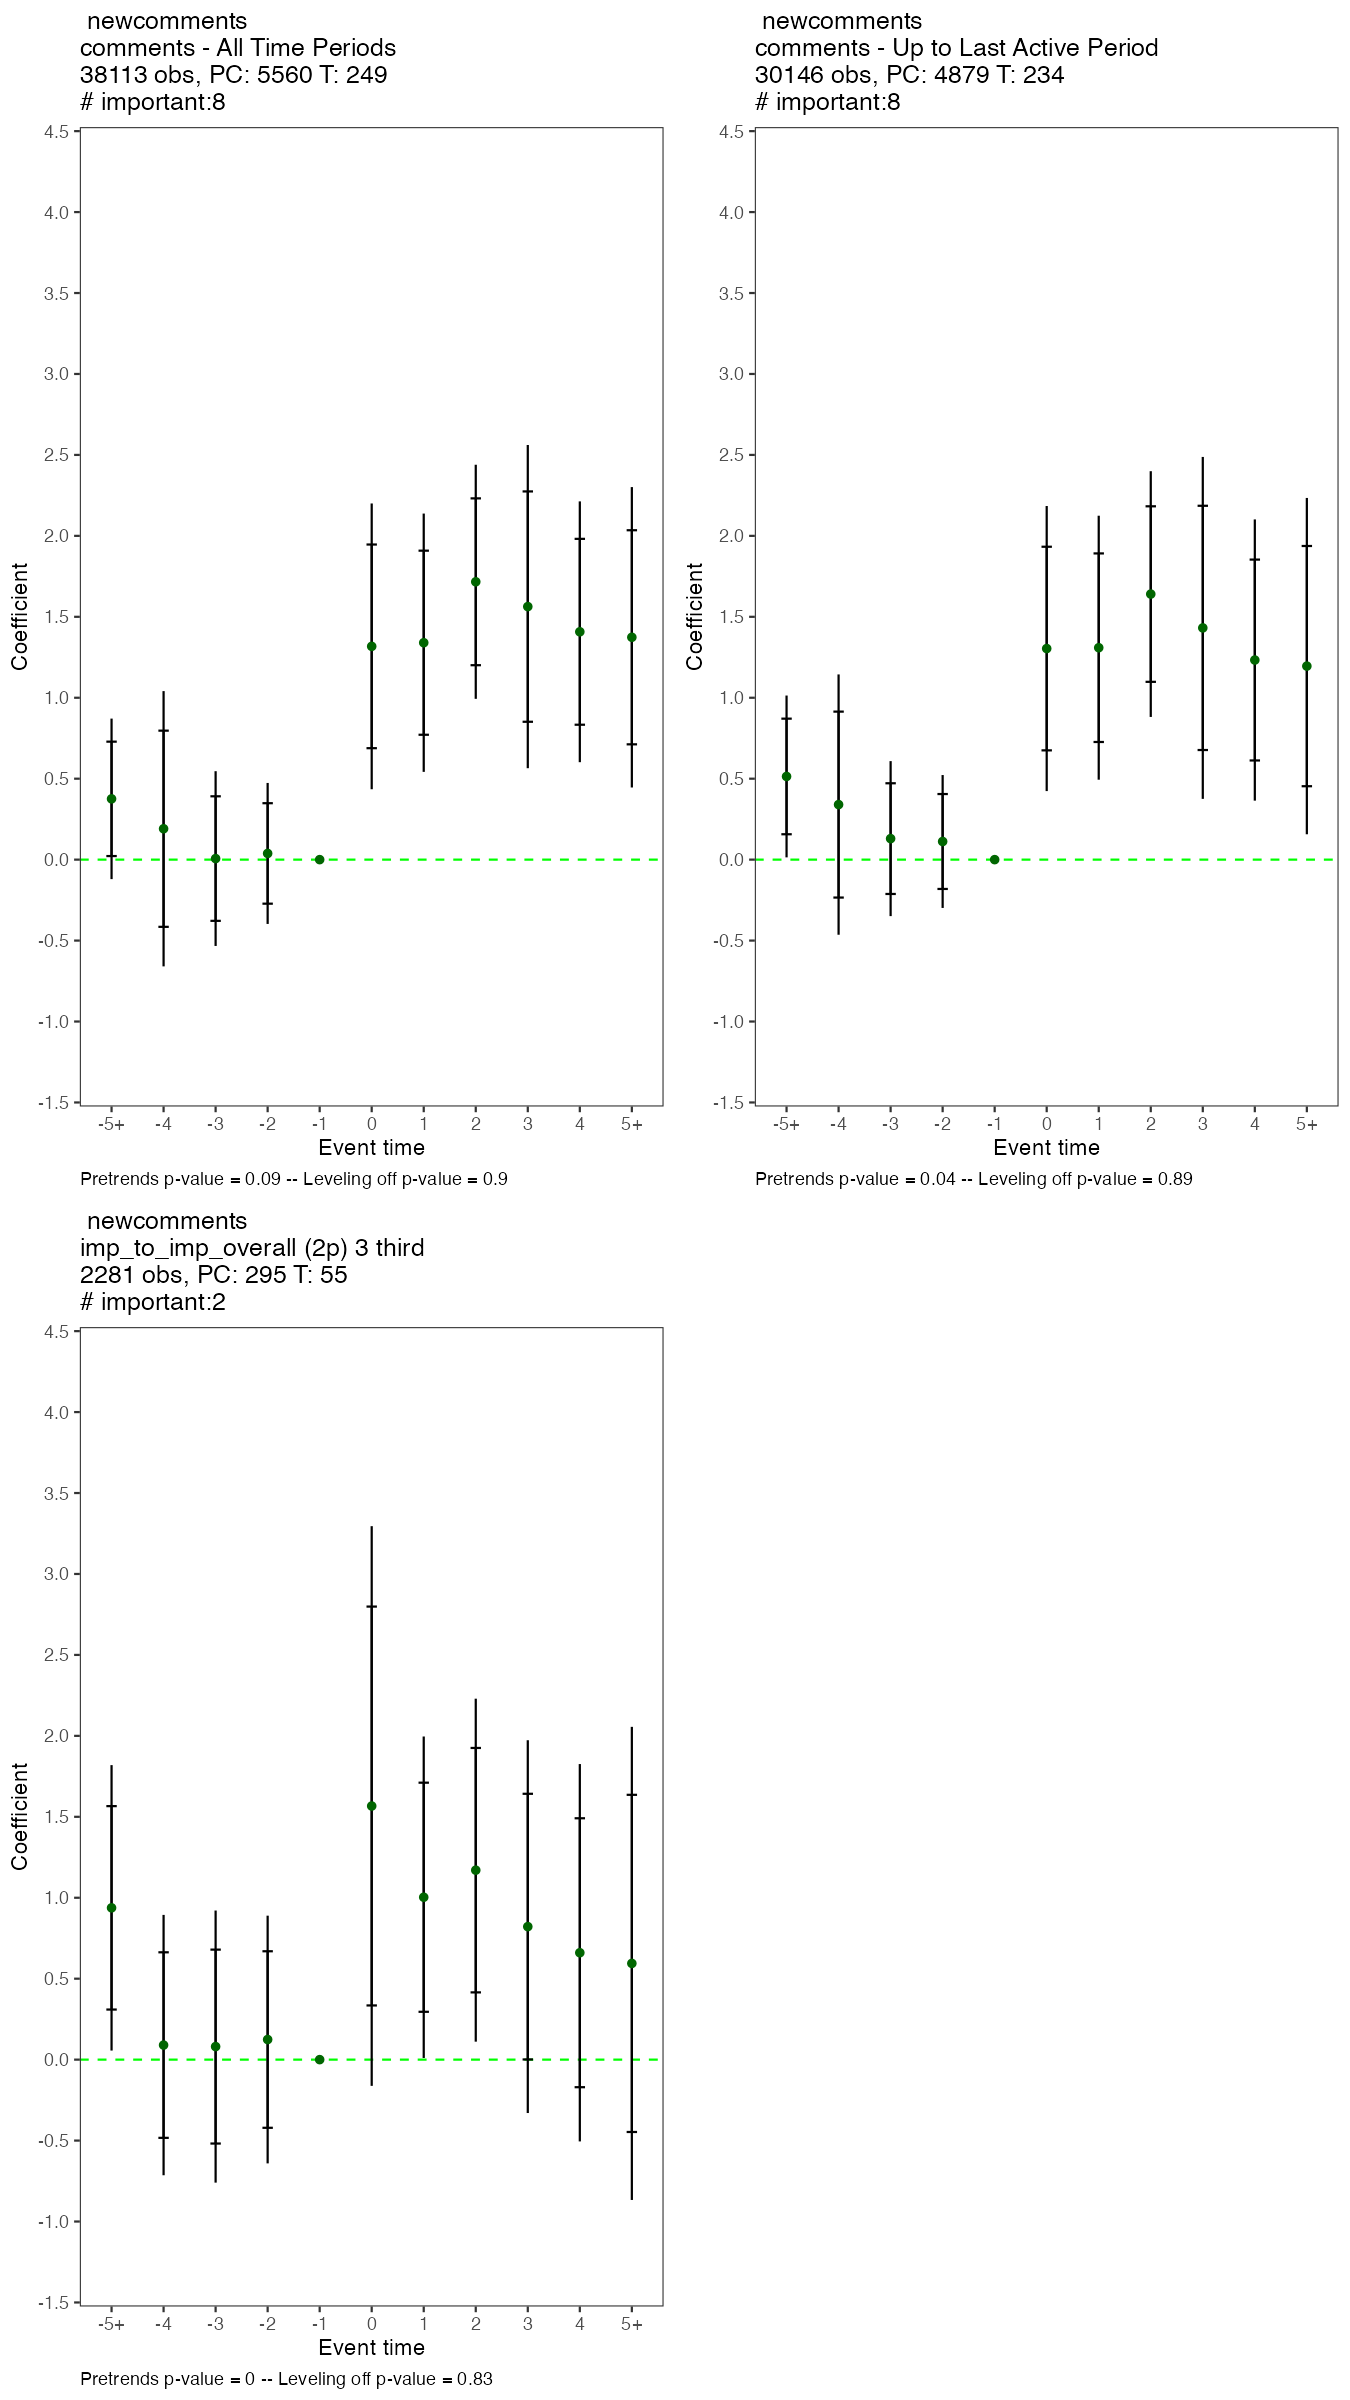 newcomments
comments - All Time Periods
38113 obs, PC: 5560 T: 249
# important:8
4.5
4.0
3.5
3.0
2.5
2.0
1.5
1.0
0.5
0.0
-0.5
-1.0
-1.5
Coefficient
-5+ -4 -3 -2 -1 0 1 2 3 4 5+
Event time
Pretrends p-value = 0.09 -- Leveling off p-value = 0.9
newcomments
comments - Up to Last Active Period
30146 obs, PC: 4879 T: 234
# important:8
4.5
4.0
3.5
3.0
2.5
2.0
1.5
1.0
0.5
0.0
-0.5
-1.0
-1.5
Coefficient
-5+ -4 -3 -2 -1 0 1 2 3 4 5+
Event time
Pretrends p-value = 0.04 -- Leveling off p-value = 0.89
newcomments
imp_to_imp_overall (2p) 3 third
2281 obs, PC: 295 T: 55
# important:2
4.5
4.0
3.5
3.0
2.5
2.0
1.5
1.0
0.5
0.0
-0.5
-1.0
-1.5
Coefficient
-5+ -4 -3 -2 -1 0 1 2 3 4 5+
Event time
Pretrends p-value = 0 -- Leveling off p-value = 0.83